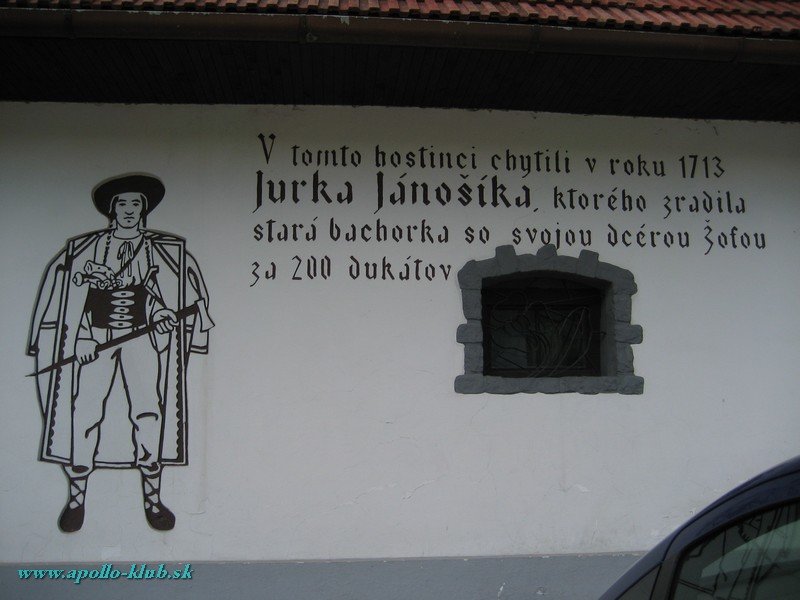 V tomto hostinci chytili v roku 1713
Jurka Jánošíka, ktorého zradila
stará bachorka so svojou dcérou Žofou
za 200 dukátov
www.apollo-klub.sk